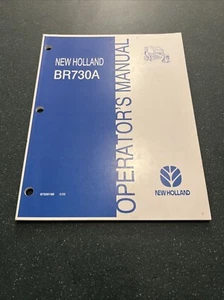 NEW HOLLAND
BR730A
OPERATOR'S MANUAL
NEW HOLLAND